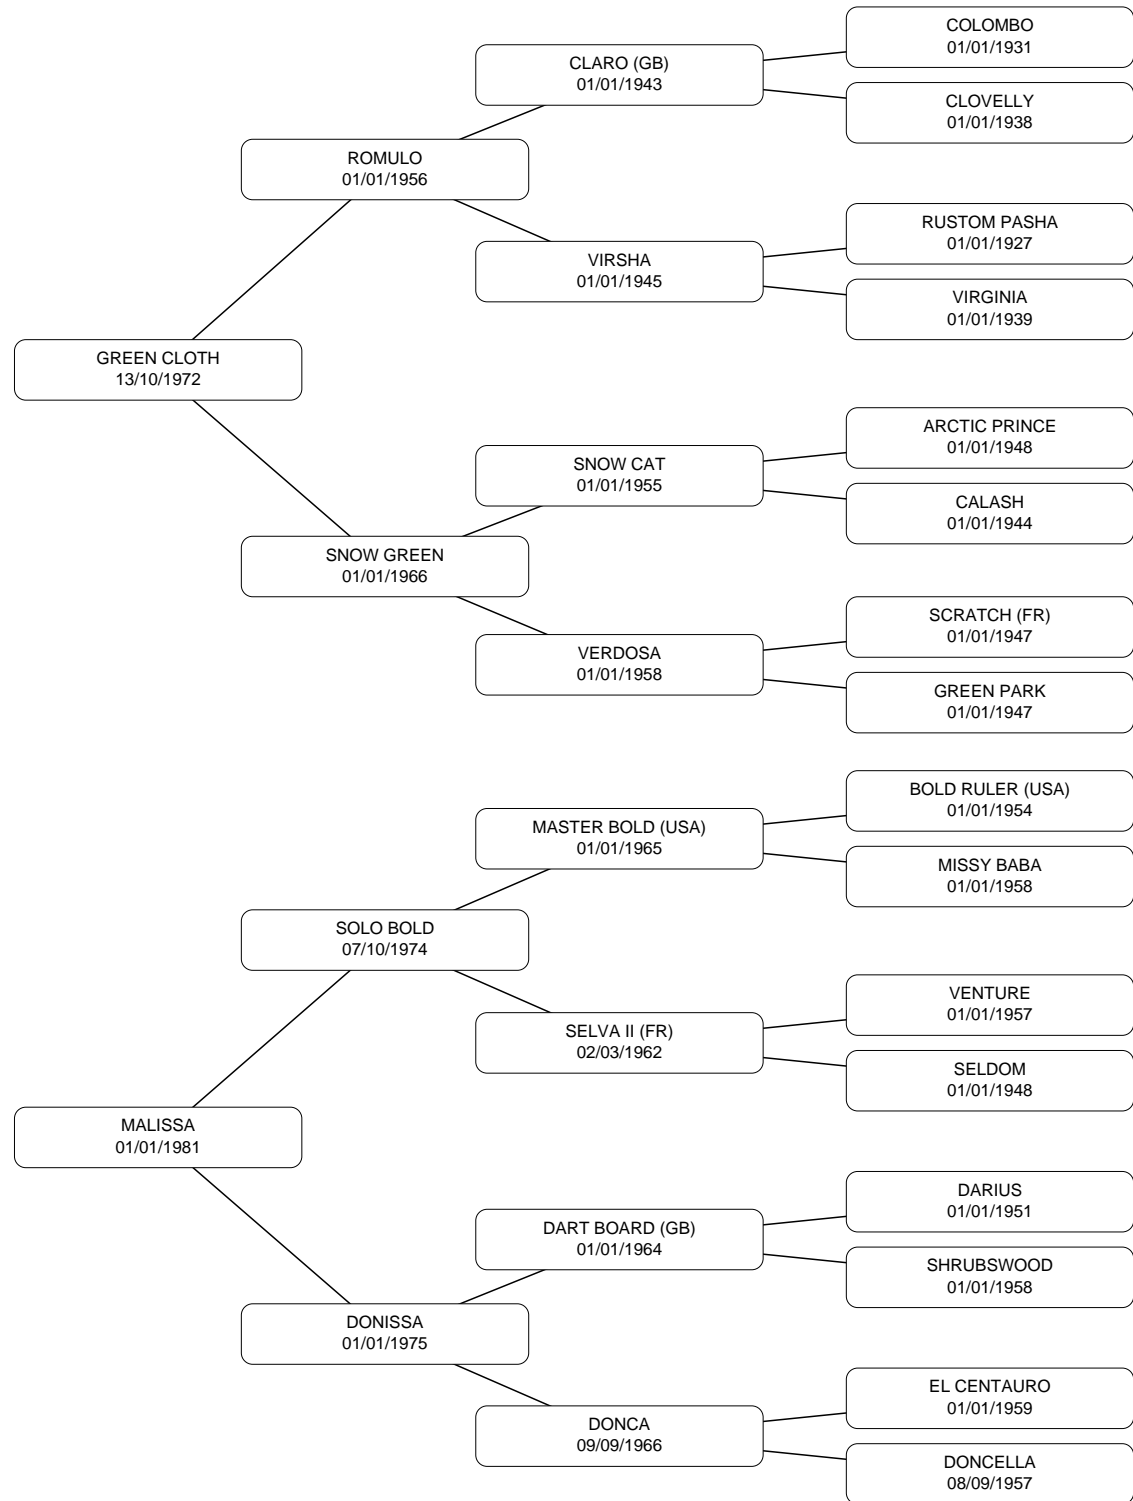 COLOMBO
01/01/1931
CLARO (GB)
01/01/1943
CLOVELLY
01/01/1938
ROMULO
01/01/1956
RUSTOM PASHA
01/01/1927
VIRSHA
01/01/1945
VIRGINIA
01/01/1939
GREEN CLOTH
13/10/1972
ARCTIC PRINCE
01/01/1948
SNOW CAT
01/01/1955
CALASH
01/01/1944
SNOW GREEN
01/01/1966
SCRATCH (FR)
01/01/1947
VERDOSA
01/01/1958
GREEN PARK
01/01/1947
BOLD RULER (USA)
01/01/1954
MASTER BOLD (USA)
01/01/1965
MISSY BABA
01/01/1958
SOLO BOLD
07/10/1974
VENTURE
01/01/1957
SELVA II (FR)
02/03/1962
SELDOM
01/01/1948
MALISSA
01/01/1981
DARIUS
01/01/1951
DART BOARD (GB)
01/01/1964
SHRUBSWOOD
01/01/1958
DONISSA
01/01/1975
EL CENTAURO
01/01/1959
DONCA
09/09/1966
DONCELLA
08/09/1957